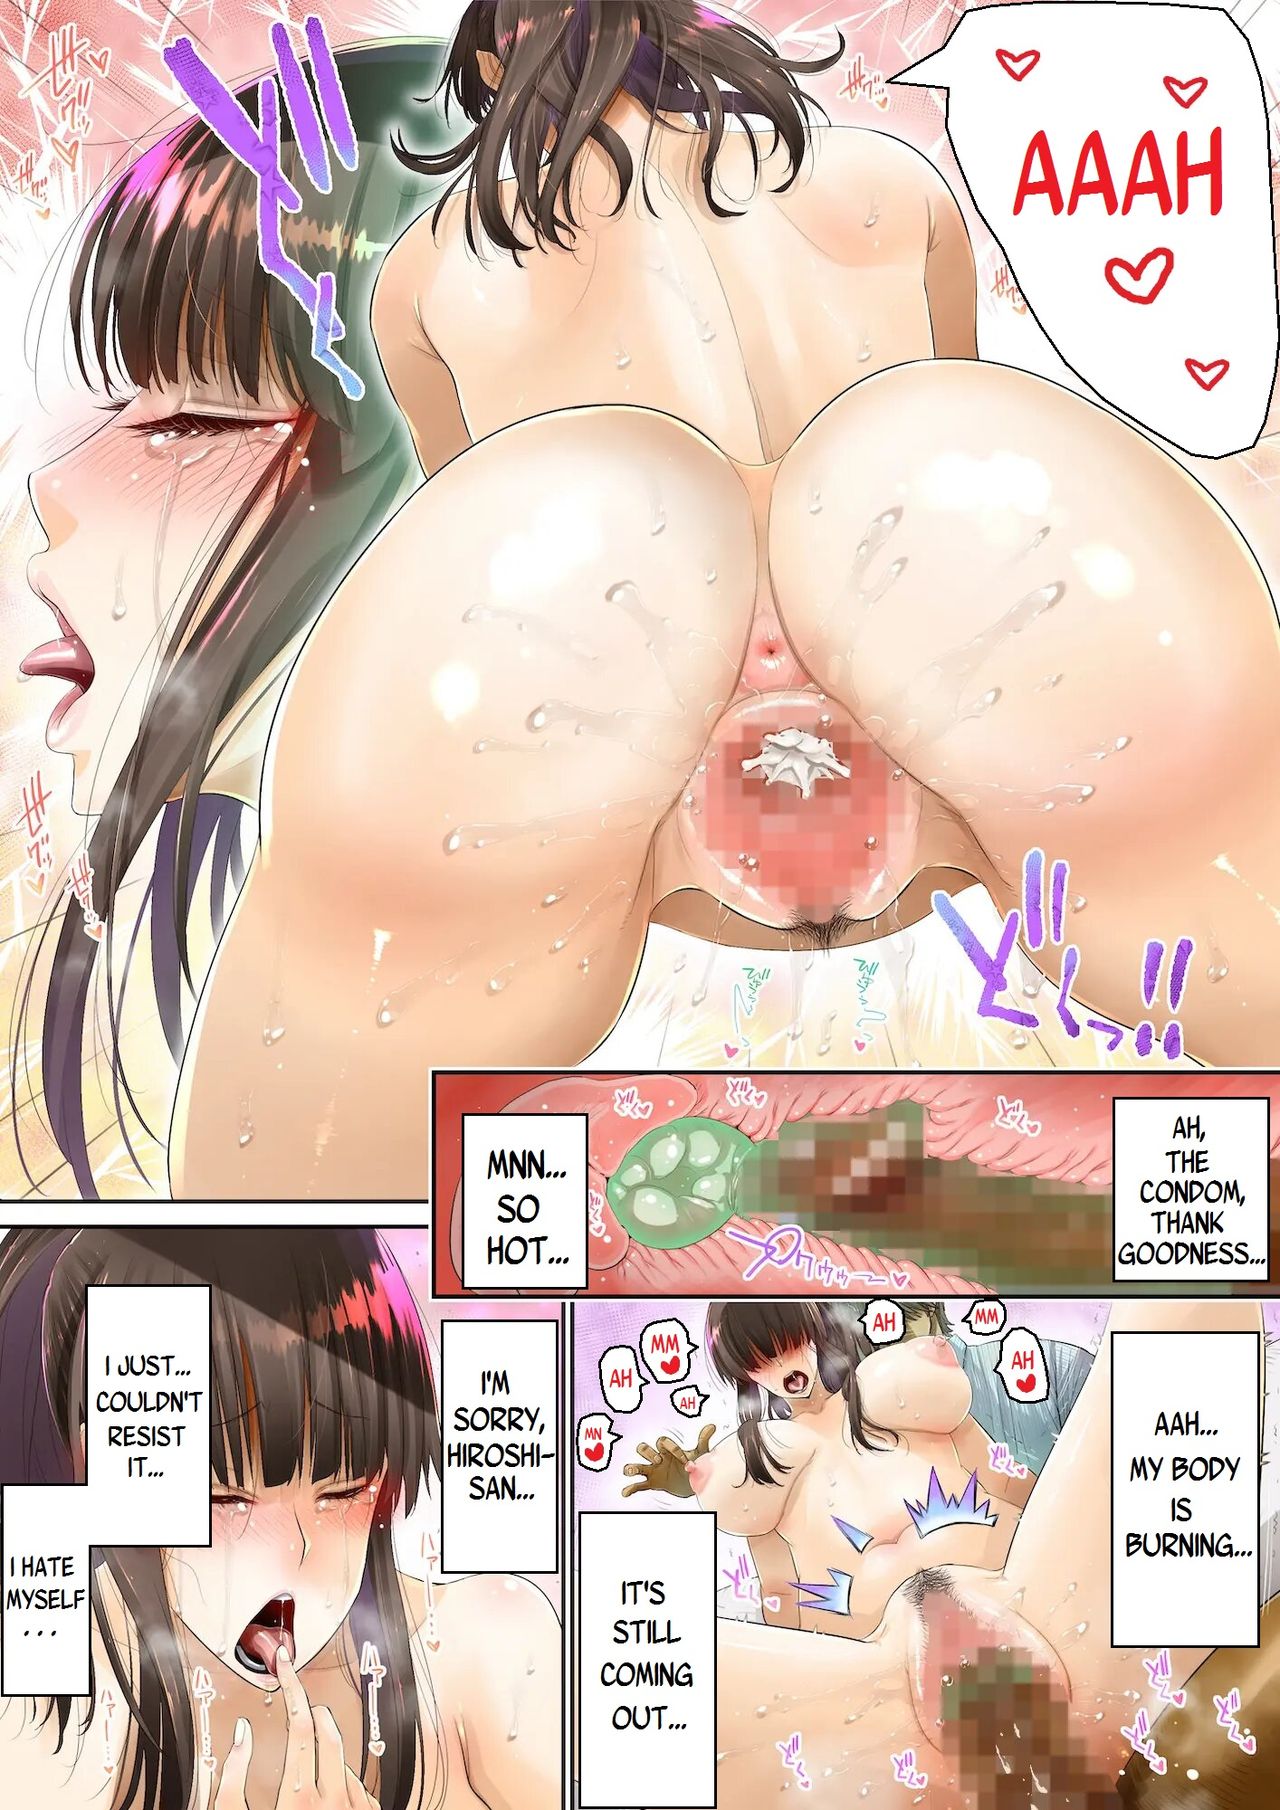 AAAH
AH,
THE
CONDOM,
THANK
GOODNESS...
MNN...
SO
HOT...
AH
MM
MM
AH
AH
AH
MN
AAH...
MY BODY
IS
BURNING...
IT'S
STILL
COMING
OUT...
I'M
SORRY,
HIROSHI-
SAN...
I JUST...
COULDN'T
RESIST
IT...
I HATE
MYSELF
...